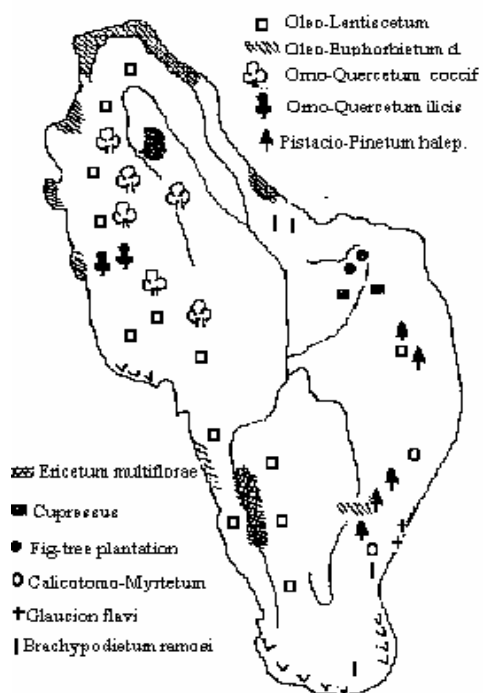 Oleo-Lentiscetum
Oleo-Euphorbietum d.
Orno-Quercetum coccif
Orno-Quercetum ilicis
Pistacio-Pinetum halep.
Ericetum multiflorae
Cupressus
Fig-tree plantation
Calicotomo-Myrtetum
Glaucion flavi
Brachypodietum ramosi